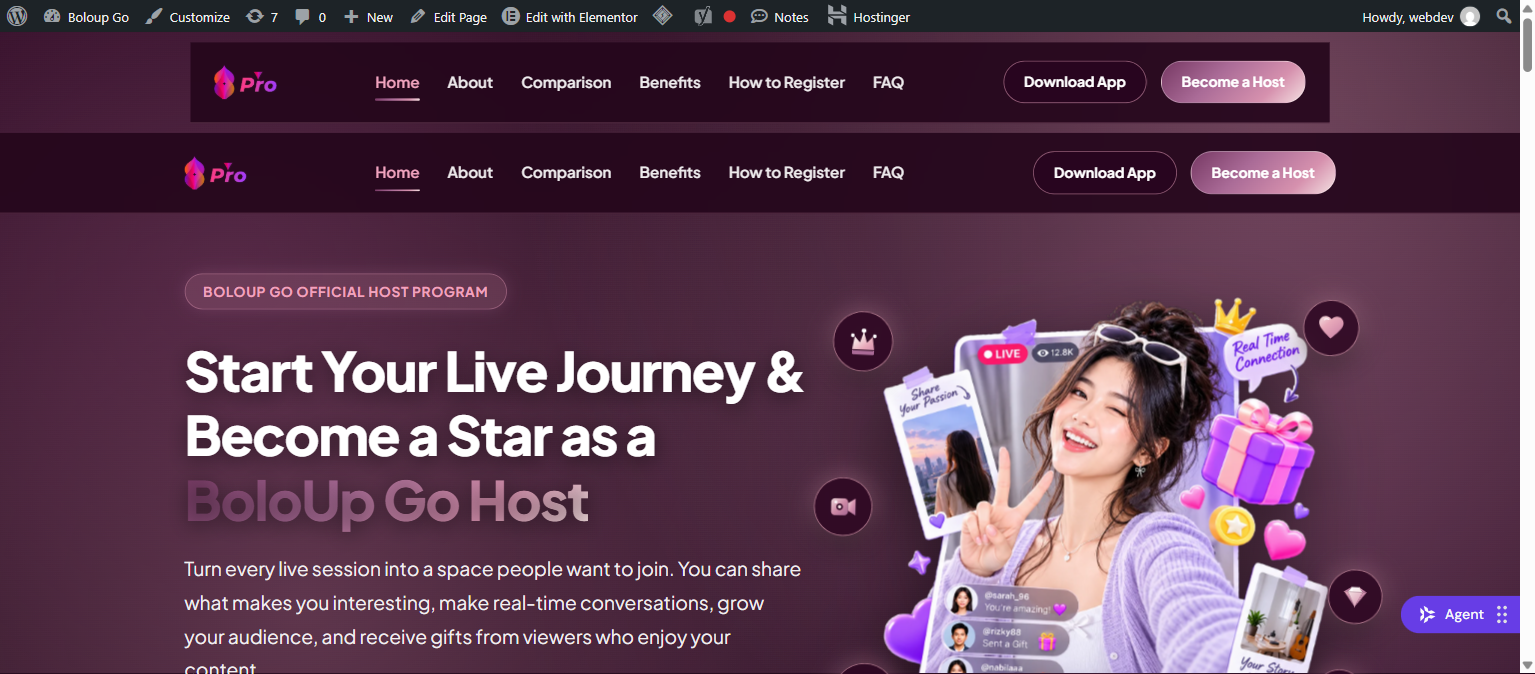 Boloup Go Customize 7 0 New Edit Page Edit with Elementor Notes Hostinger Howdy, webdev
Pro Home About Comparison Benefits How to Register FAQ Download App Become a Host
Pro Home About Comparison Benefits How to Register FAQ Download App Become a Host
BOLOUP GO OFFICIAL HOST PROGRAM
Start Your Live Journey &
Become a Star as a
BoloUp Go Host
Turn every live session into a space people want to join. You can share
what makes you interesting, make real-time conversations, grow
your audience, and receive gifts from viewers who enjoy your
content
LIVE 12.8K
Real Time
Connection
Share
Your Passion
@sarah_96
You're amazing!
@rizky88
Sent a Gift
@nabilaaa
Your Story
Agent